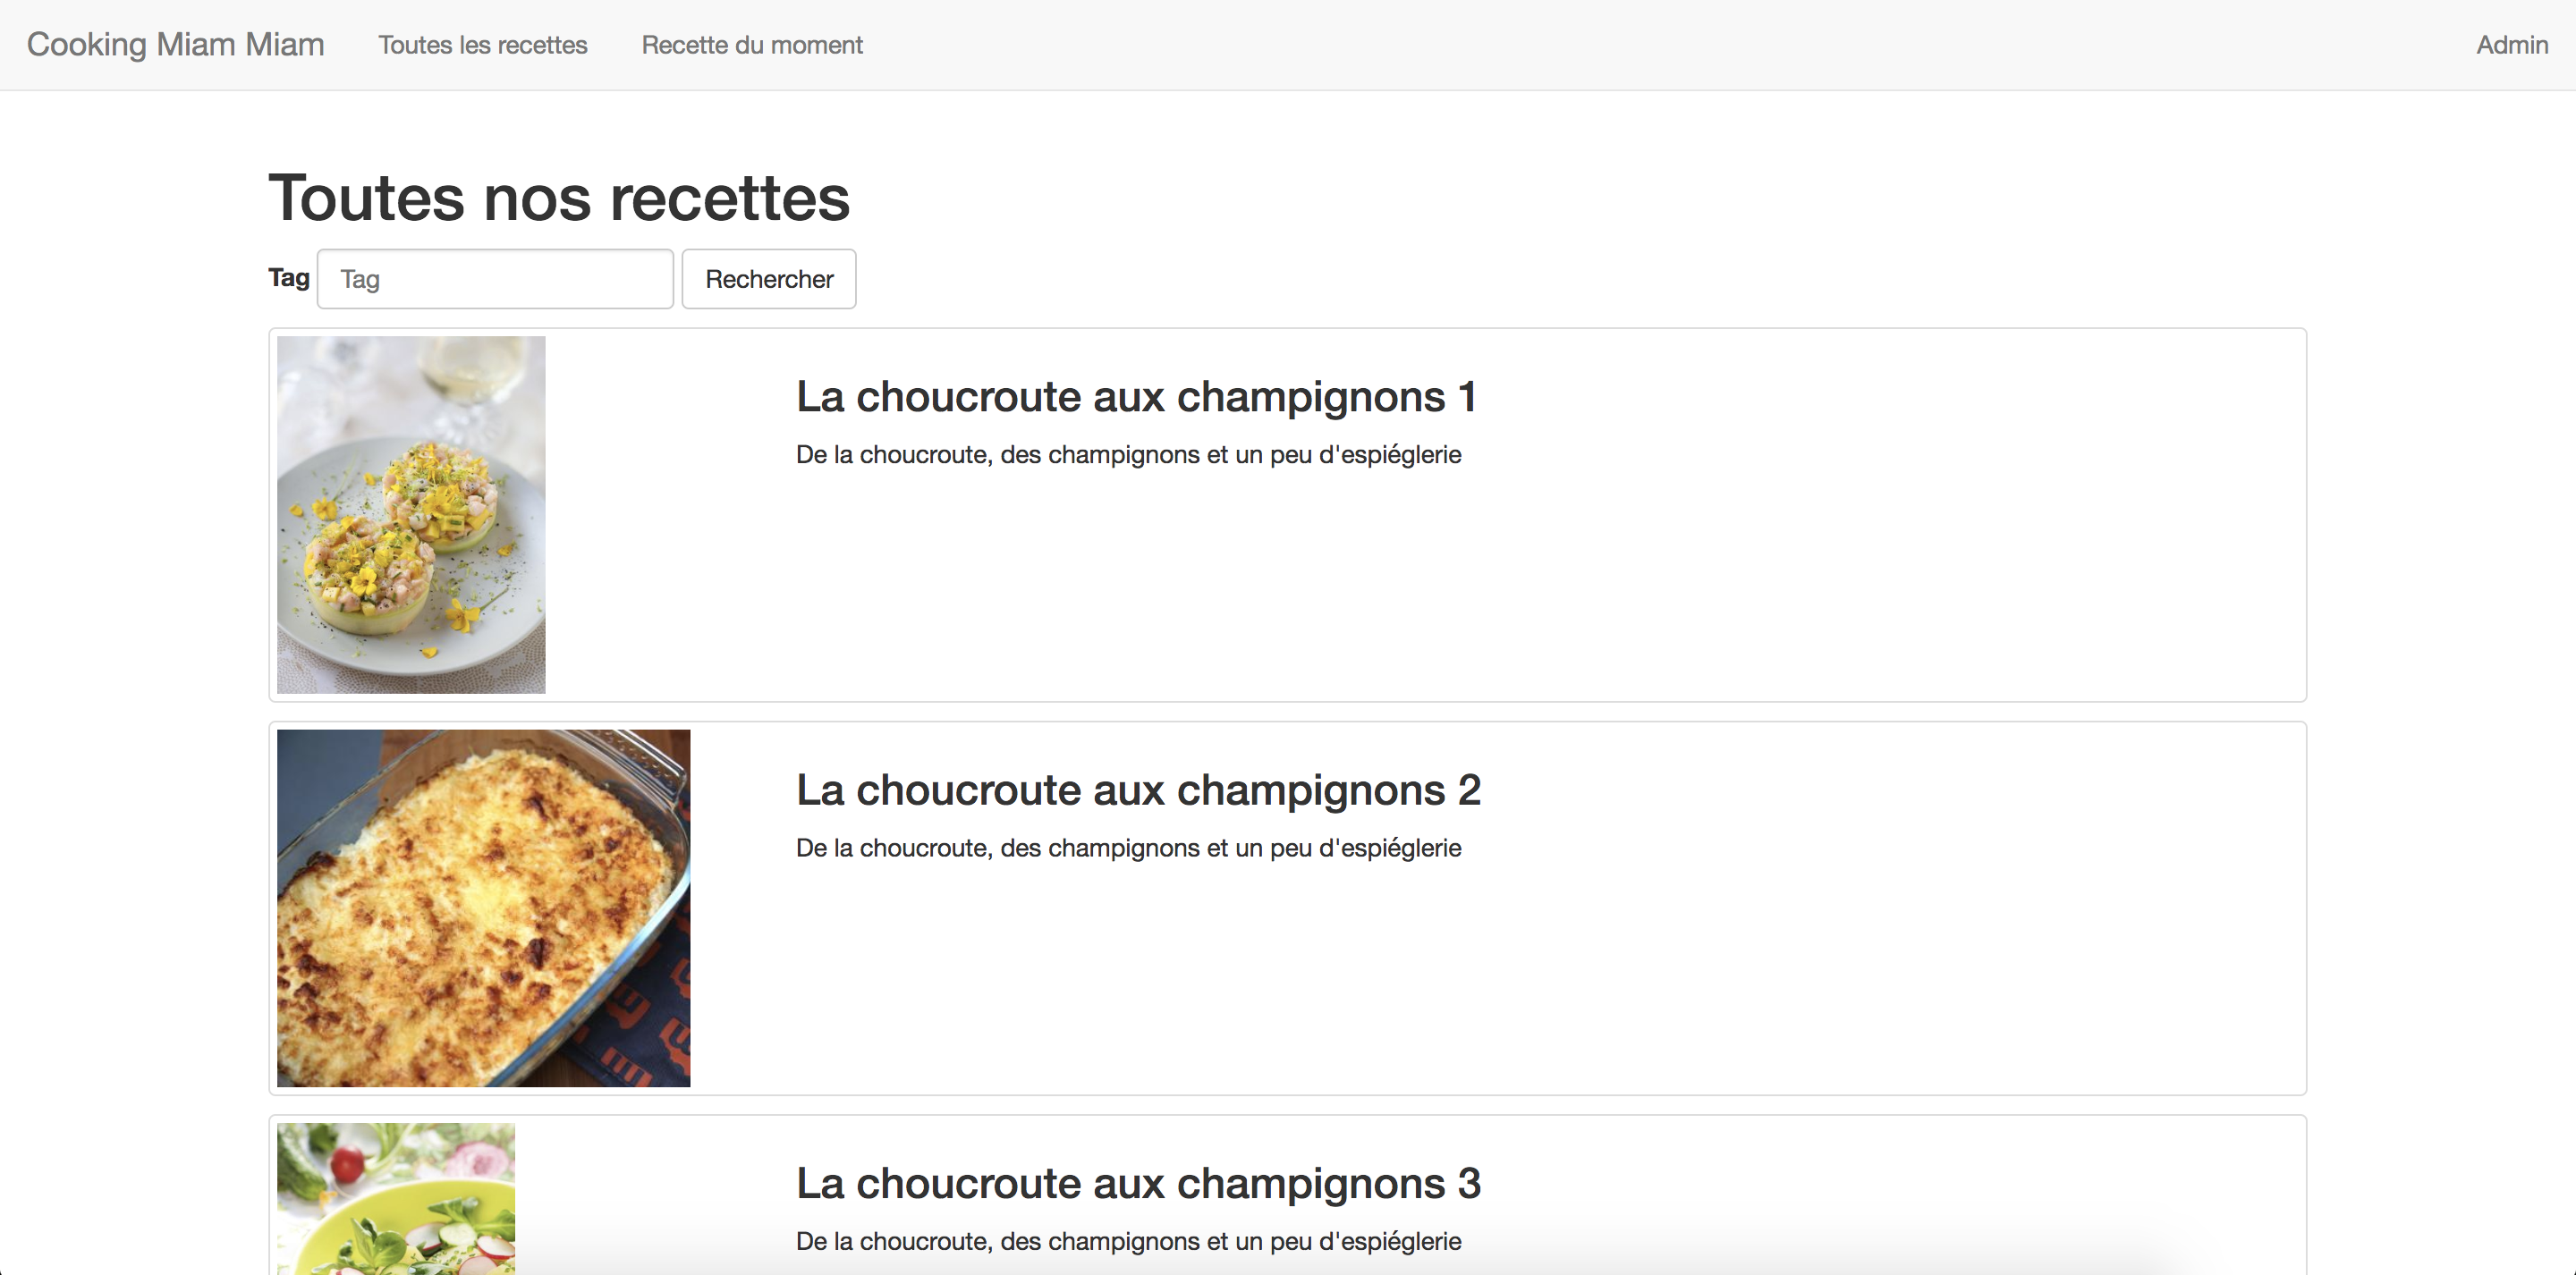 Cooking Miam Miam Toutes les recettes Recette du moment Admin
Toutes nos recettes
Tag Tag Rechercher
La choucroute aux champignons 1
De la choucroute, des champignons et un peu d'espiéglerie
La choucroute aux champignons 2
De la choucroute, des champignons et un peu d'espiéglerie
La choucroute aux champignons 3
De la choucroute, des champignons et un peu d'espiéglerie